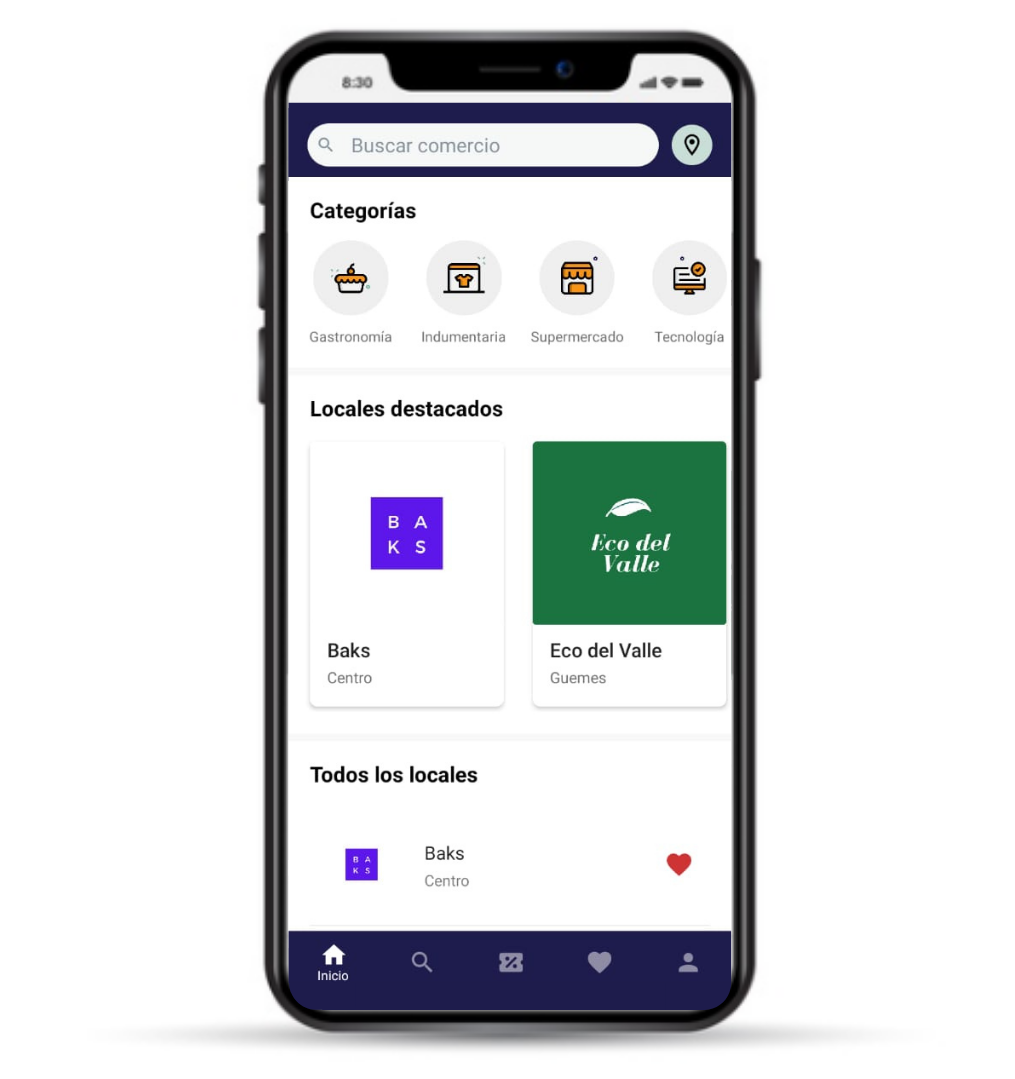 8:30
Buscar comercio
Categorías
Gastronomía
Indumentaria
Supermercado
Tecnología
Locales destacados
B A
K S
Eco del
Valle
Baks
Centro
Eco del Valle
Guemes
Todos los locales
B A
K S
Baks
Centro
Inicio